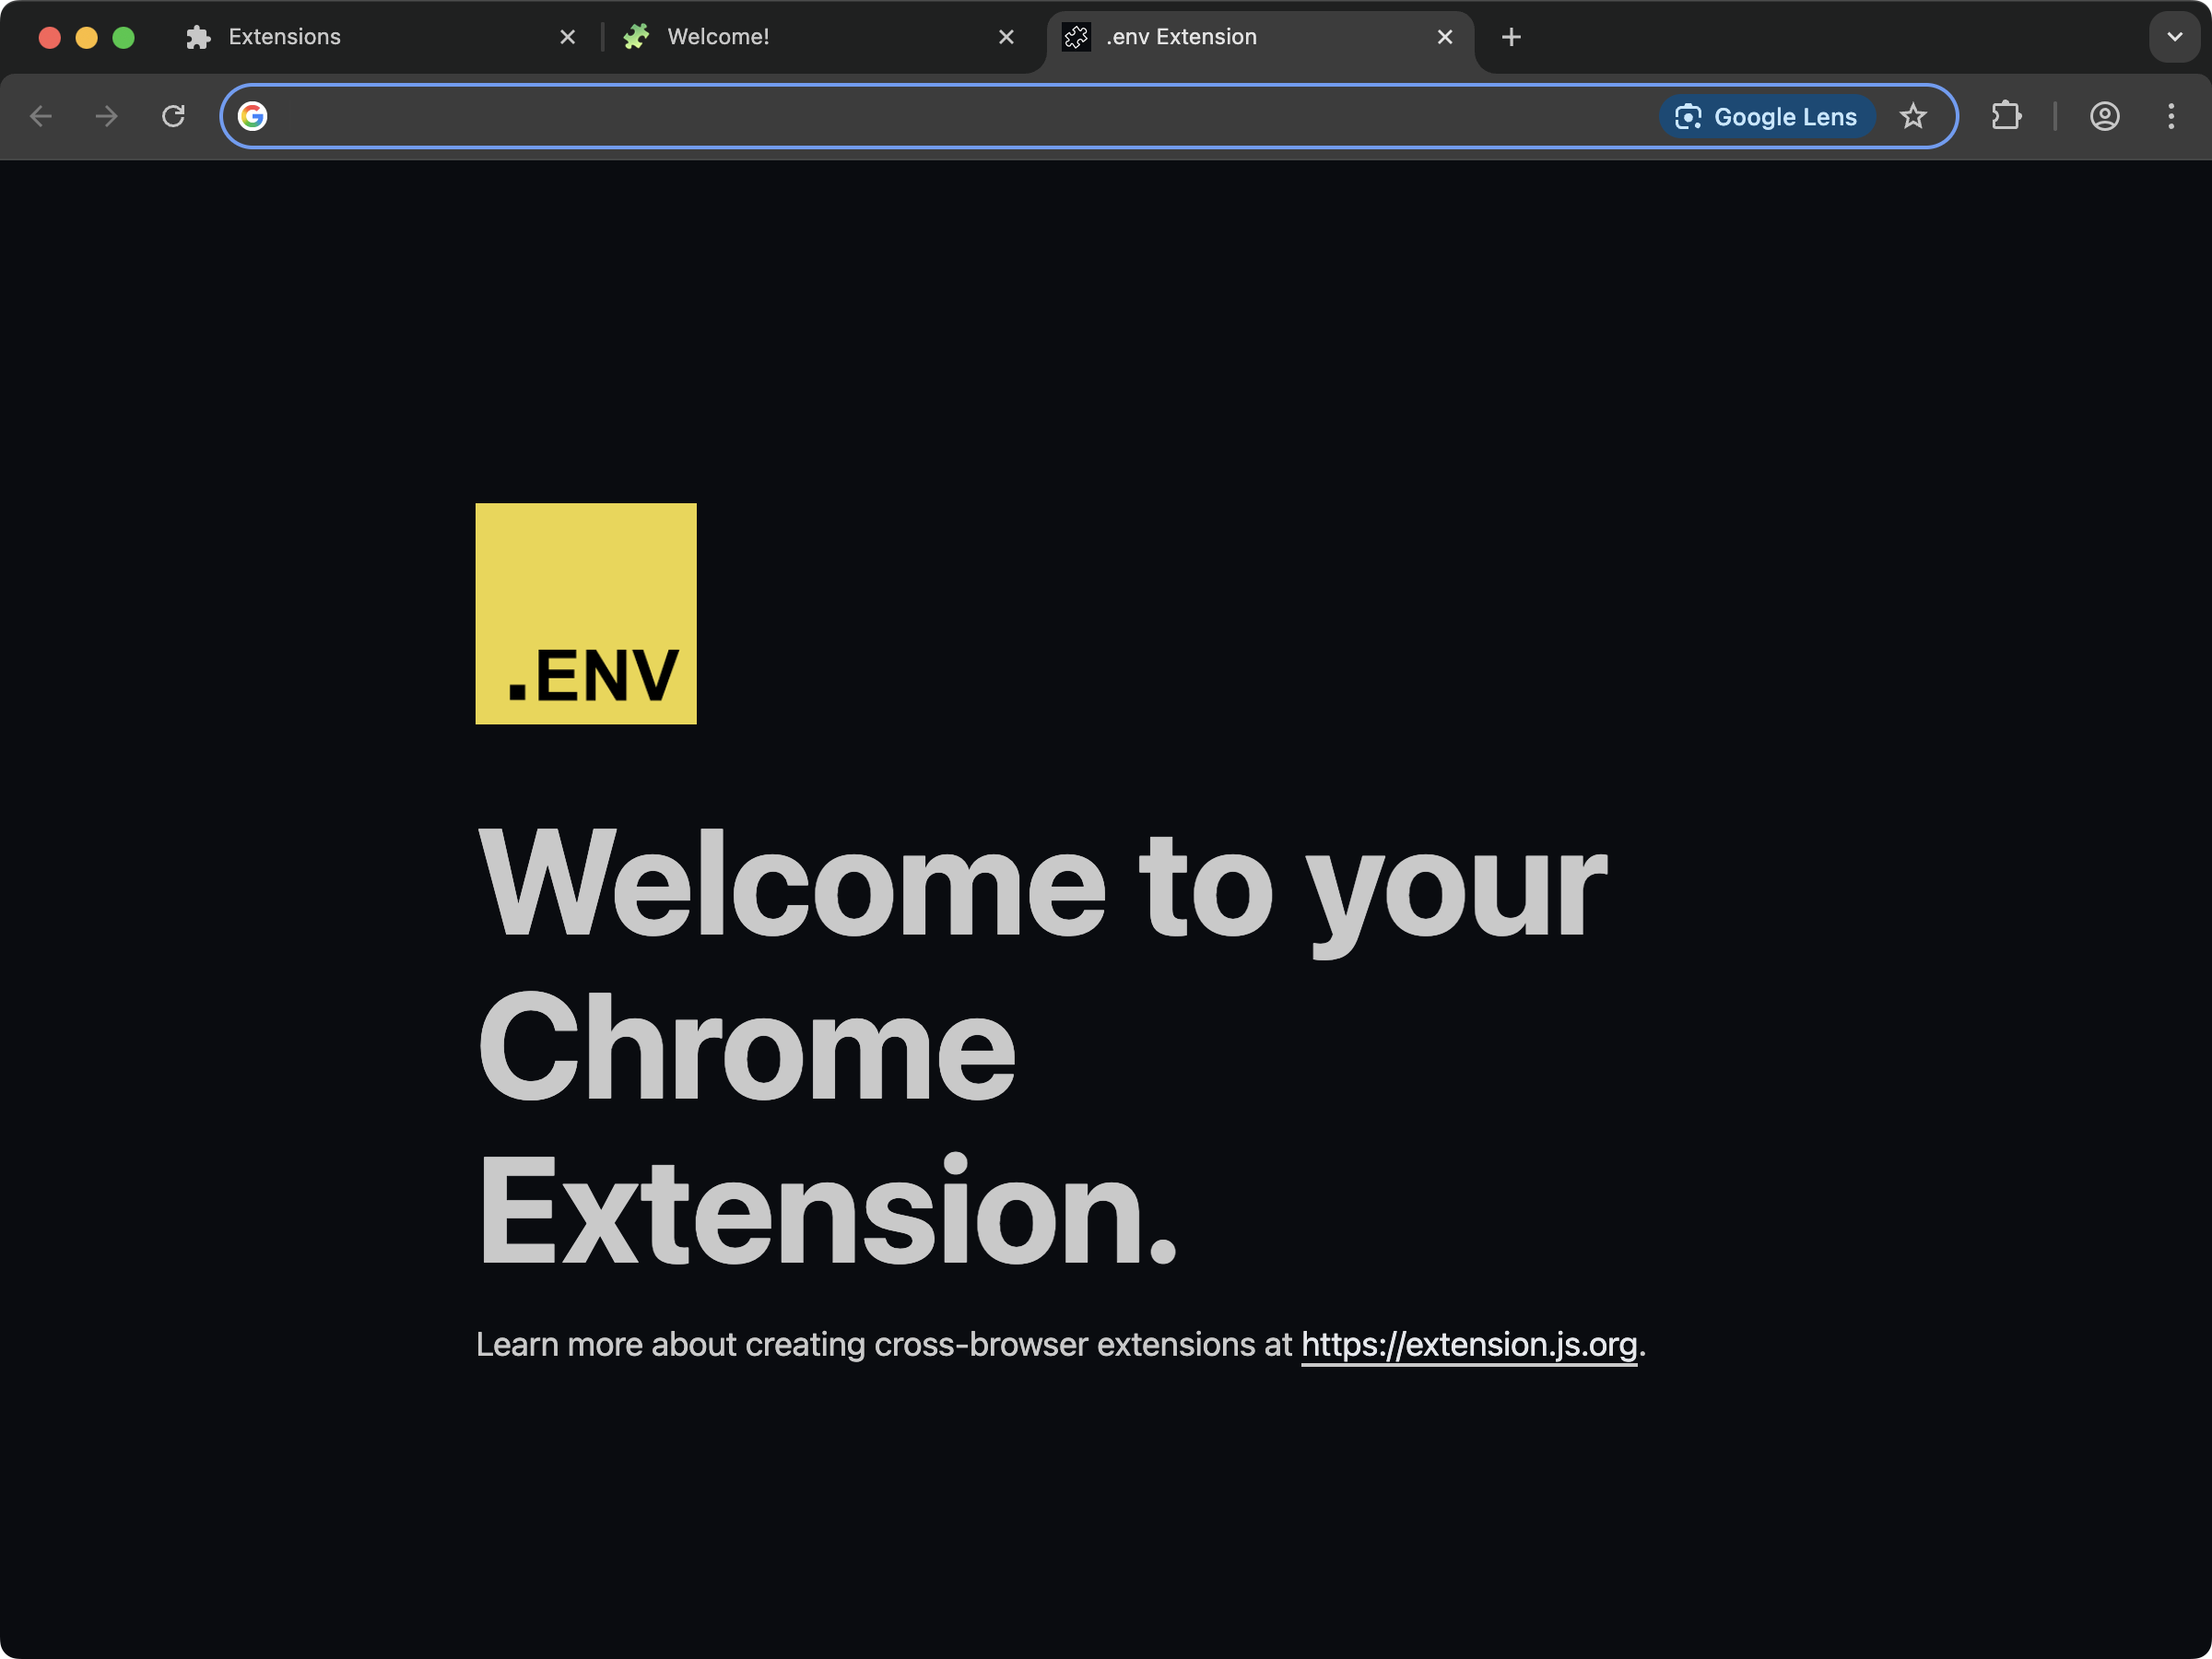 Extensions
Welcome!
.env Extension
Google Lens
.ENV
Welcome to your
Chrome
Extension.
Learn more about creating cross-browser extensions at https://extension.js.org.